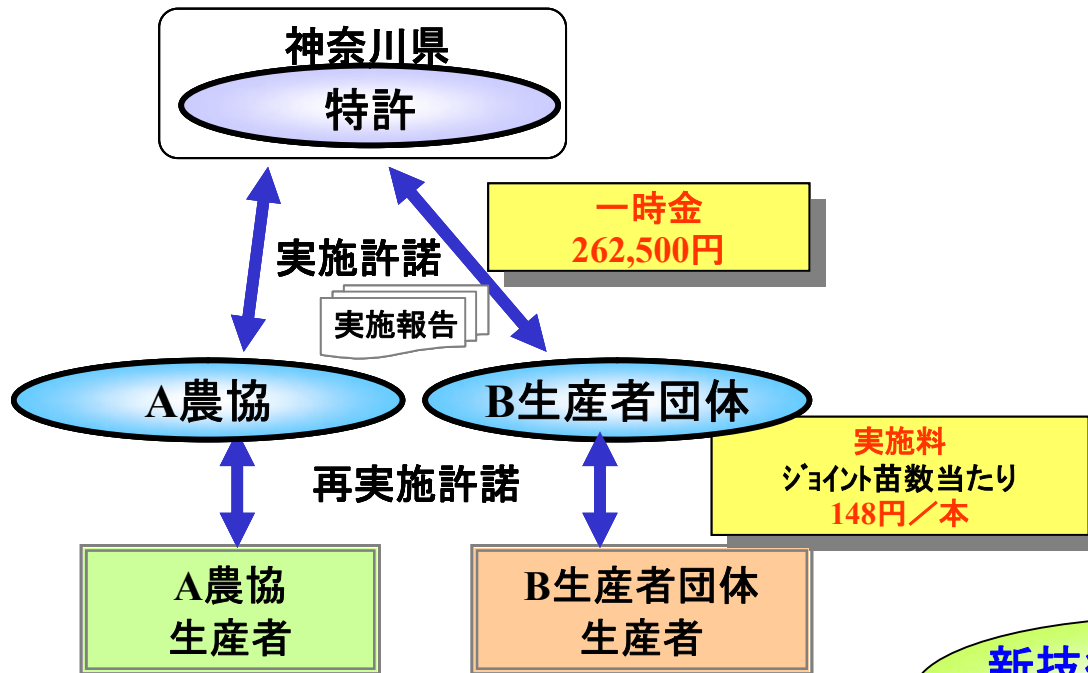 神奈川県
特許
一時金
262,500円
実施許諾
実施報告
A農協
B生産者団体
実施料
ｼﾞｮｲﾝﾄ苗数当たり
148円／本
再実施許諾
A農協
生産者
B生産者団体
生産者
新技